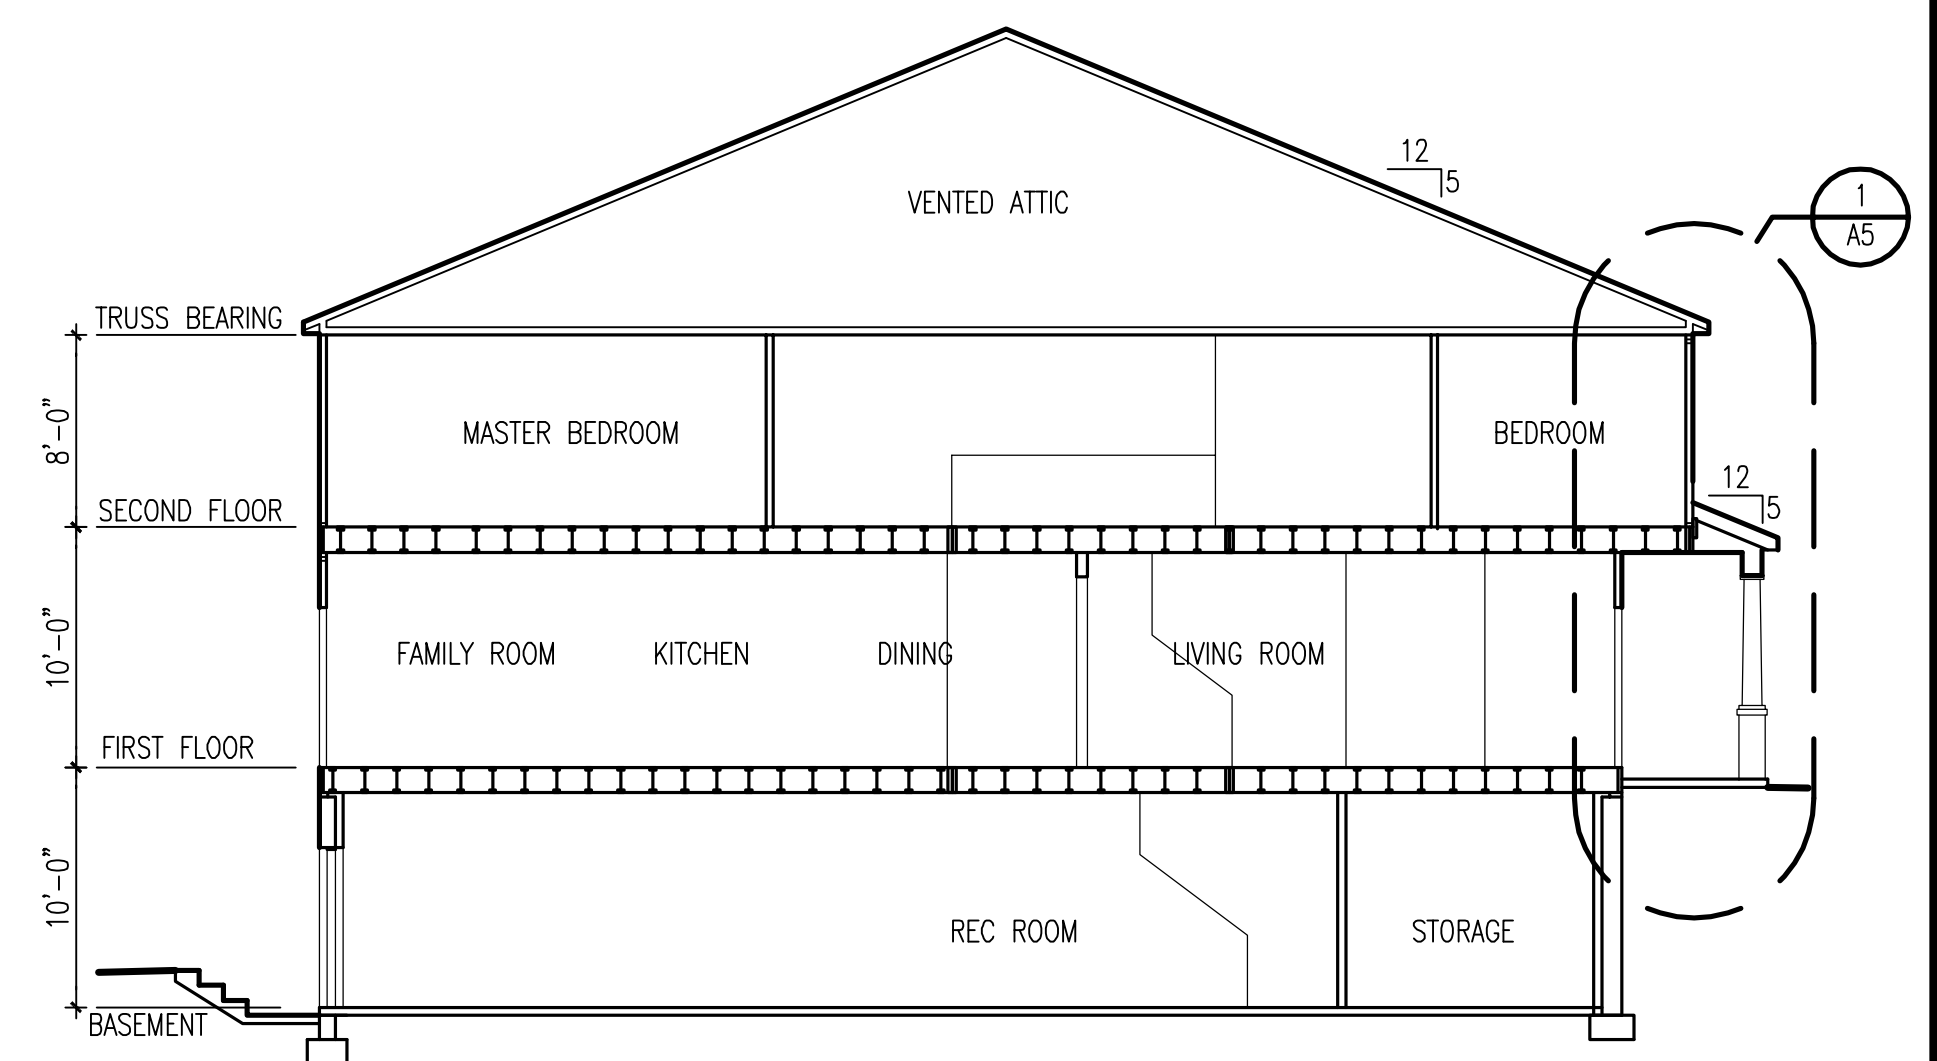 12
5
VENTED ATTIC
1
A5
TRUSS BEARING
8'-0"
MASTER BEDROOM
BEDROOM
12
5
SECOND FLOOR
10'-0"
FAMILY ROOM
KITCHEN
DINING
LIVING ROOM
FIRST FLOOR
10'-0"
REC ROOM
STORAGE
BASEMENT